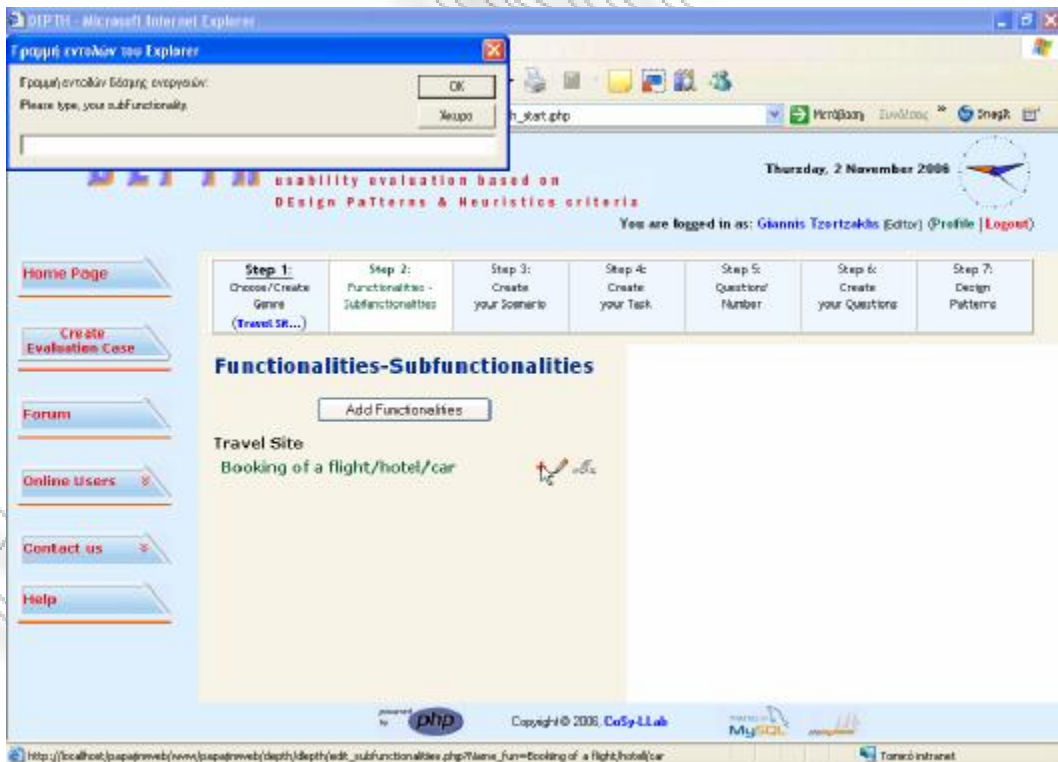 DEPTH - Microsoft Internet Explorer
Γραμμή εντολών του Explorer
Γραμμή εντολών δέσμης ενεργειών:
Please type, your subFunctionality.
OK
Άκυρο
h_start.php
Μετάβαση
Συνδέσεις
»
SnagIt
usability evaluation based on
DEsign PaTterns & Heuristics criteria
Thursday, 2 November 2006
You are logged in as: Giannis Tzortzakhs (Editor) (Profile | Logout)
Home Page
Create
Evaluation Case
Forum
Online Users
Contact us
Help
Step 1:
Choose/Create
Genre
(Travel Sit...)
Step 2:
Functionalities -
Subfunctionalities
Step 3:
Create
your Scenario
Step 4:
Create
your Task
Step 5:
Questions'
Number
Step 6:
Create
your Questions
Step 7:
Design
Patterns
Functionalities-Subfunctionalities
Add Functionalities
Travel Site
Booking of a flight/hotel/car
powered
by php
Copyright © 2006, CoSy-LLab
MySQL
http://localhost/papajimweb/www/papajimweb/depth/depth/edit_subfunctionalities.php?Name_fun=Booking of a flight/hotel/car
Τοπικό intranet